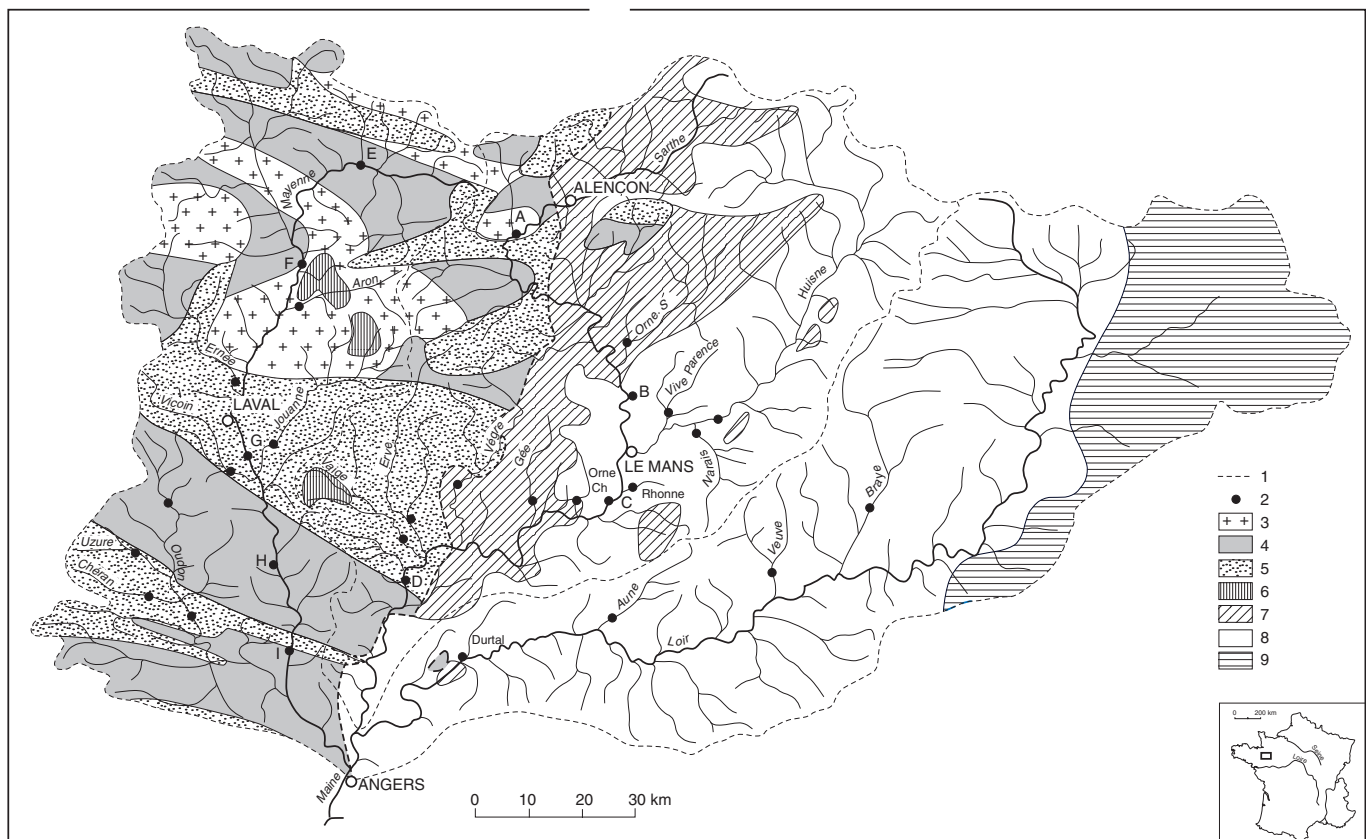 E
Mayenne
Sarthe
ALENÇON
A
F
Aron
Huisne
Orne S
Ernée
B
Vive Parence
Vicoin
LAVAL
Jouanne
G
Erve
Vègre
Gée
LE MANS
Narais
Vaige
Orne
Ch
C
Rhonne
Braye
Uzure
Oudon
Chéran
H
D
Veuve
Aune
I
Durtal
Loir
Maine
ANGERS
0 10 20 30 km
1
2
+ + 3
4
5
6
7
8
9
0 200 km
Seine
Loire